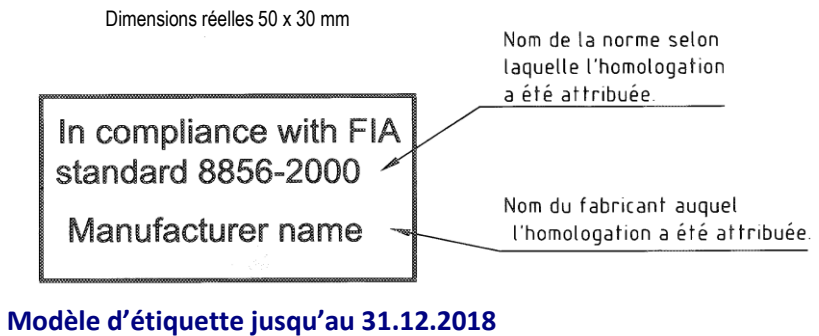 Dimensions réelles 50 x 30 mm
Nom de la norme selon
laquelle l'homologation
a été attribuée.
In compliance with FIA
standard 8856-2000
Manufacturer name
Nom du fabricant auquel
l'homologation a été attribuée.
Modèle d'étiquette jusqu'au 31.12.2018